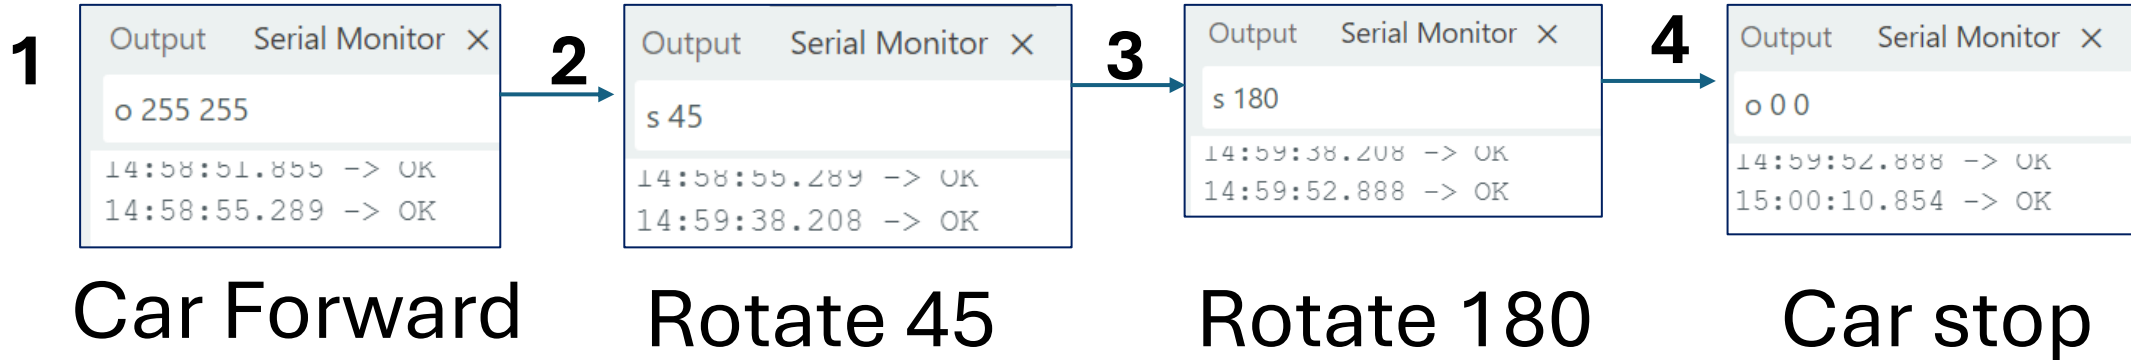 1
Output Serial Monitor ×
o 255 255
14:58:51.855 -> OK
14:58:55.289 -> OK
Car Forward
2
Output Serial Monitor ×
s 45
14:58:55.289 -> OK
14:59:38.208 -> OK
Rotate 45
3
Output Serial Monitor ×
s 180
14:59:38.208 -> OK
14:59:52.888 -> OK
Rotate 180
4
Output Serial Monitor ×
o 0 0
14:59:52.888 -> OK
15:00:10.854 -> OK
Car stop